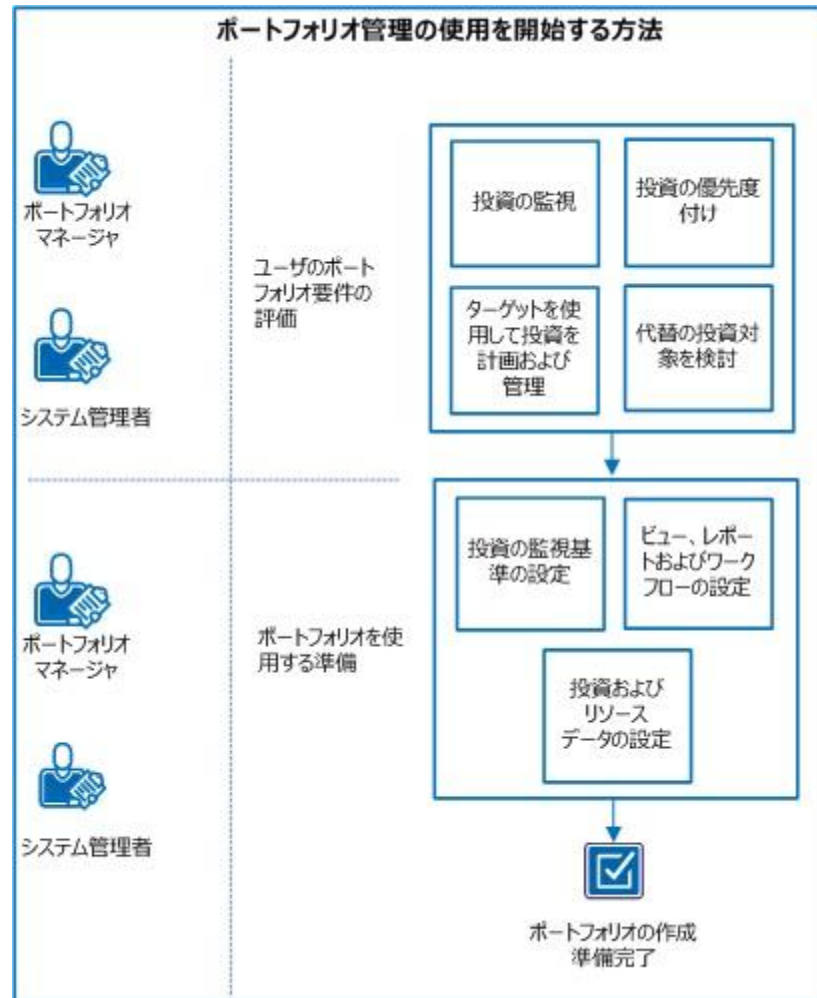 ポートフォリオ管理の使用を開始する方法
ポートフォリオ
マネージャ
システム管理者
ユーザのポート
フォリオ要件の
評価
投資の監視
投資の優先度
付け
ターゲットを使
用して投資を
計画および
管理
代替の投資対
象を検討
ポートフォリオ
マネージャ
システム管理者
ポートフォリオを使
用する準備
投資の監視基
準の設定
ビュー、レポー
トおよびワーク
フローの設定
投資および
リソース
データの設定
ポートフォリオの作成
準備完了